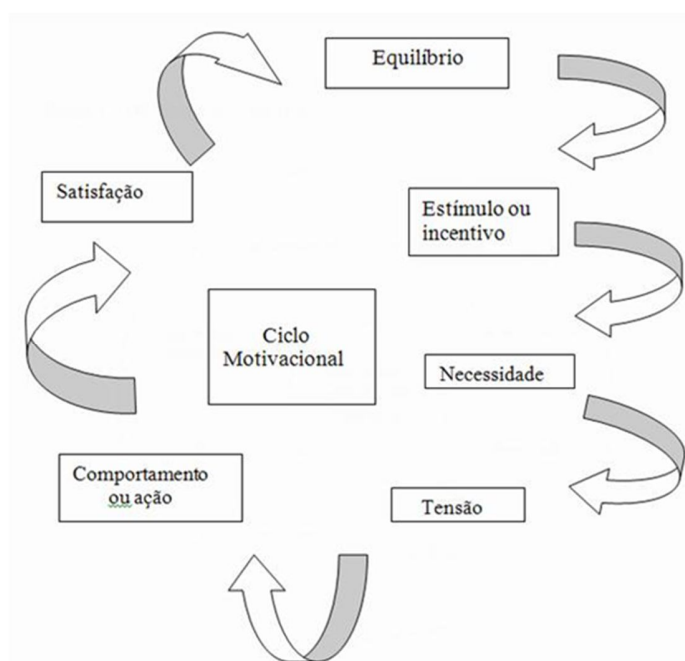 Equilíbrio
Estímulo ou
incentivo
Necessidade
Tensão
Comportamento
ou ação
Satisfação
Ciclo
Motivacional